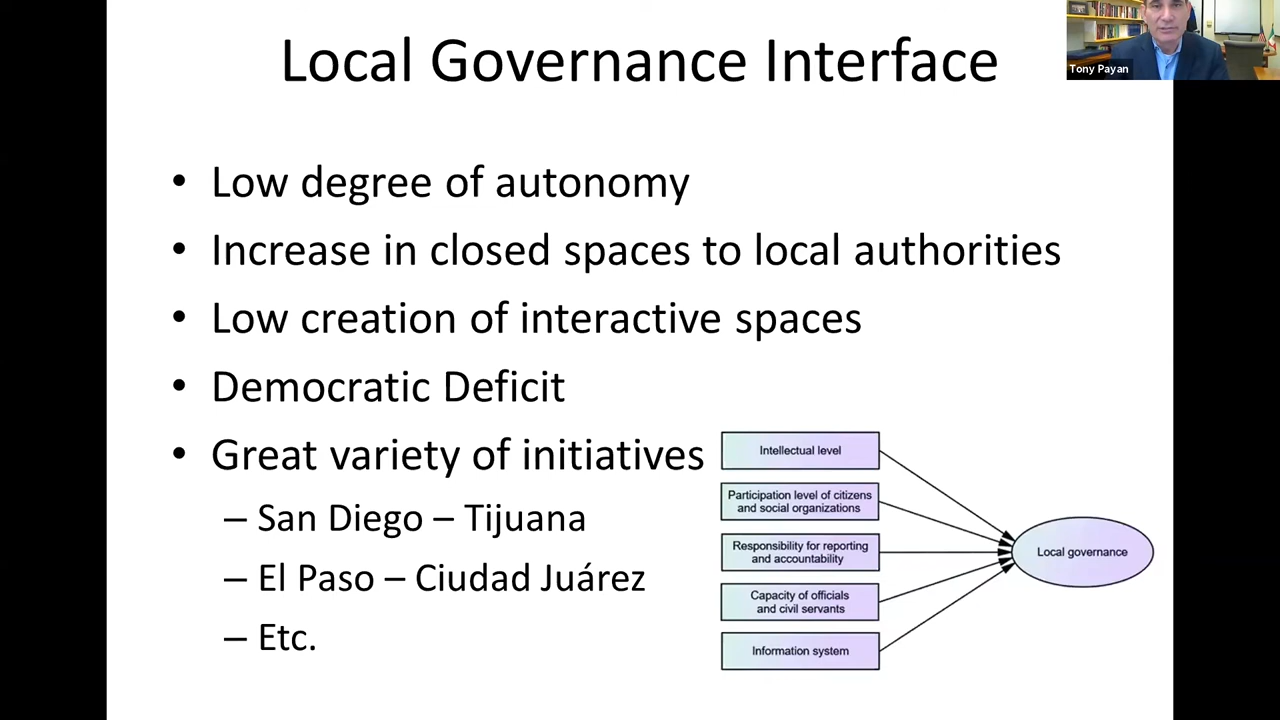 Local Governance Interface
Tony Payan
• Low degree of autonomy
• Increase in closed spaces to local authorities
• Low creation of interactive spaces
• Democratic Deficit
• Great variety of initiatives
– San Diego – Tijuana
– El Paso – Ciudad Juárez
– Etc.
Intellectual level
Participation level of citizens
and social organizations
Responsibility for reporting
and accountability
Capacity of officials
and civil servants
Information system
Local governance